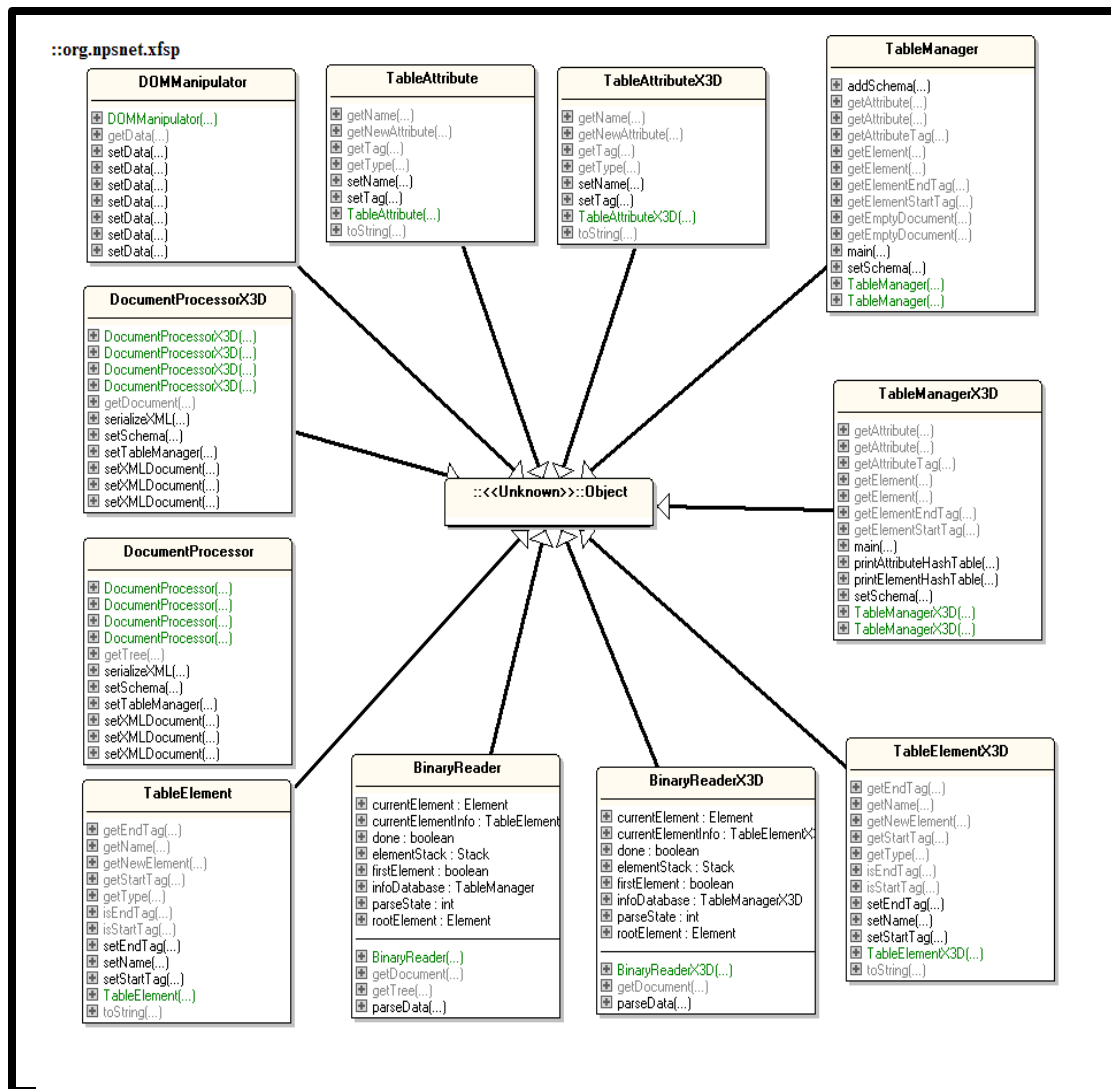 ::org.npsnet.xfsp
DOMManipulator
DOMManipulator(...)
getData(...)
setData(...)
setData(...)
setData(...)
setData(...)
setData(...)
setData(...)
setData(...)
TableAttribute
getName(...)
getNewAttribute(...)
getTag(...)
getType(...)
setName(...)
setTag(...)
TableAttribute(...)
toString(...)
TableAttributeX3D
getName(...)
getNewAttribute(...)
getTag(...)
getType(...)
setName(...)
setTag(...)
TableAttributeX3D(...)
toString(...)
TableManager
addSchema(...)
getAttribute(...)
getAttribute(...)
getAttributeTag(...)
getElement(...)
getElement(...)
getElementEndTag(...)
getElementStartTag(...)
getEmptyDocument(...)
getEmptyDocument(...)
main(...)
setSchema(...)
TableManager(...)
TableManager(...)
DocumentProcessorX3D
DocumentProcessorX3D(...)
DocumentProcessorX3D(...)
DocumentProcessorX3D(...)
DocumentProcessorX3D(...)
getDocument(...)
serializeXML(...)
setSchema(...)
setTableManager(...)
setXMLDocument(...)
setXMLDocument(...)
setXMLDocument(...)
::<<Unknown>>::Object
TableManagerX3D
getAttribute(...)
getAttribute(...)
getAttributeTag(...)
getElement(...)
getElement(...)
getElementEndTag(...)
getElementStartTag(...)
main(...)
printAttributeHashTable(...)
printElementHashTable(...)
setSchema(...)
TableManagerX3D(...)
TableManagerX3D(...)
DocumentProcessor
DocumentProcessor(...)
DocumentProcessor(...)
DocumentProcessor(...)
DocumentProcessor(...)
getTree(...)
serializeXML(...)
setSchema(...)
setTableManager(...)
setXMLDocument(...)
setXMLDocument(...)
setXMLDocument(...)
TableElement
getEndTag(...)
getName(...)
getNewElement(...)
getStartTag(...)
getType(...)
isEndTag(...)
isStartTag(...)
setEndTag(...)
setName(...)
setStartTag(...)
TableElement(...)
toString(...)
BinaryReader
currentElement : Element
currentElementInfo : TableElement
done : boolean
elementStack : Stack
firstElement : boolean
infoDatabase : TableManager
parseState : int
rootElement : Element
BinaryReader(...)
getDocument(...)
getTree(...)
parseData(...)
BinaryReaderX3D
currentElement : Element
currentElementInfo : TableElementX3
done : boolean
elementStack : Stack
firstElement : boolean
infoDatabase : TableManagerX3D
parseState : int
rootElement : Element
BinaryReaderX3D(...)
getDocument(...)
parseData(...)
TableElementX3D
getEndTag(...)
getName(...)
getNewElement(...)
getStartTag(...)
getType(...)
isEndTag(...)
isStartTag(...)
setEndTag(...)
setName(...)
setStartTag(...)
TableElementX3D(...)
toString(...)